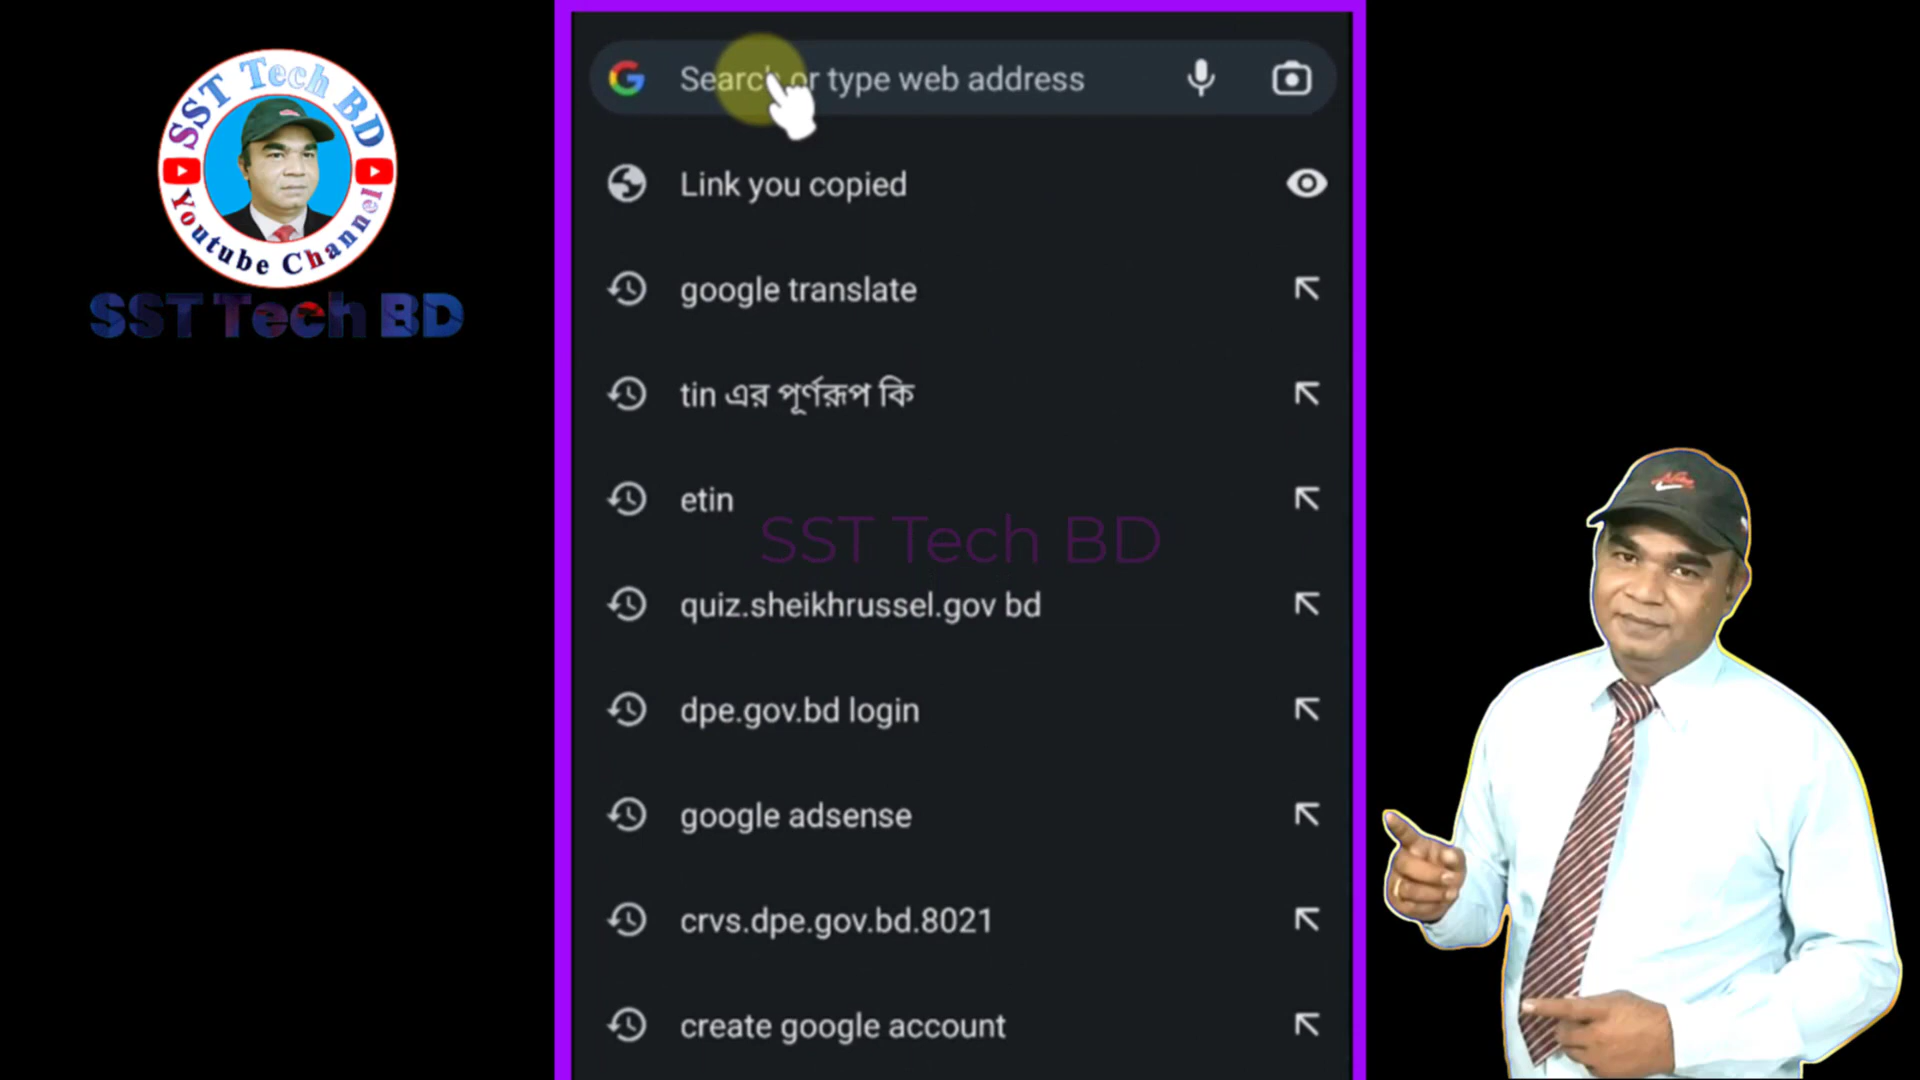 SST Tech BD
Youtube Channel
SST Tech BD
Search or type web address
Link you copied
google translate
tin এর পূর্ণরূপ কি
etin
SST Tech BD
quiz.sheikhrussel.gov bd
dpe.gov.bd login
google adsense
crvs.dpe.gov.bd.8021
create google account